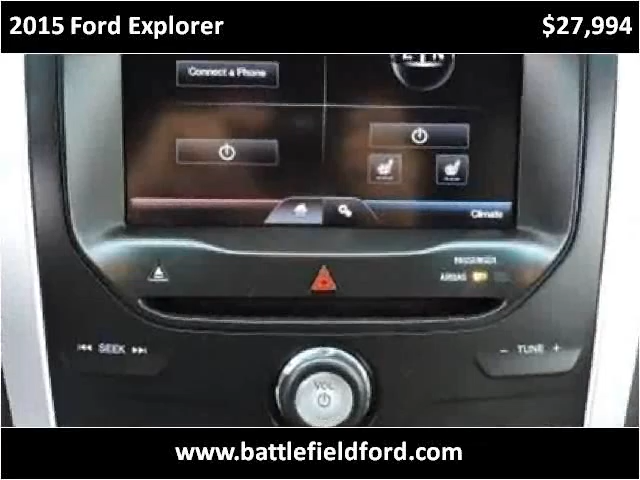 2015 Ford Explorer $27,994
Connect a Phone
Climate
PASSENGER
AIRBAG
SEEK
− TUNE +
VOL
www.battlefieldford.com